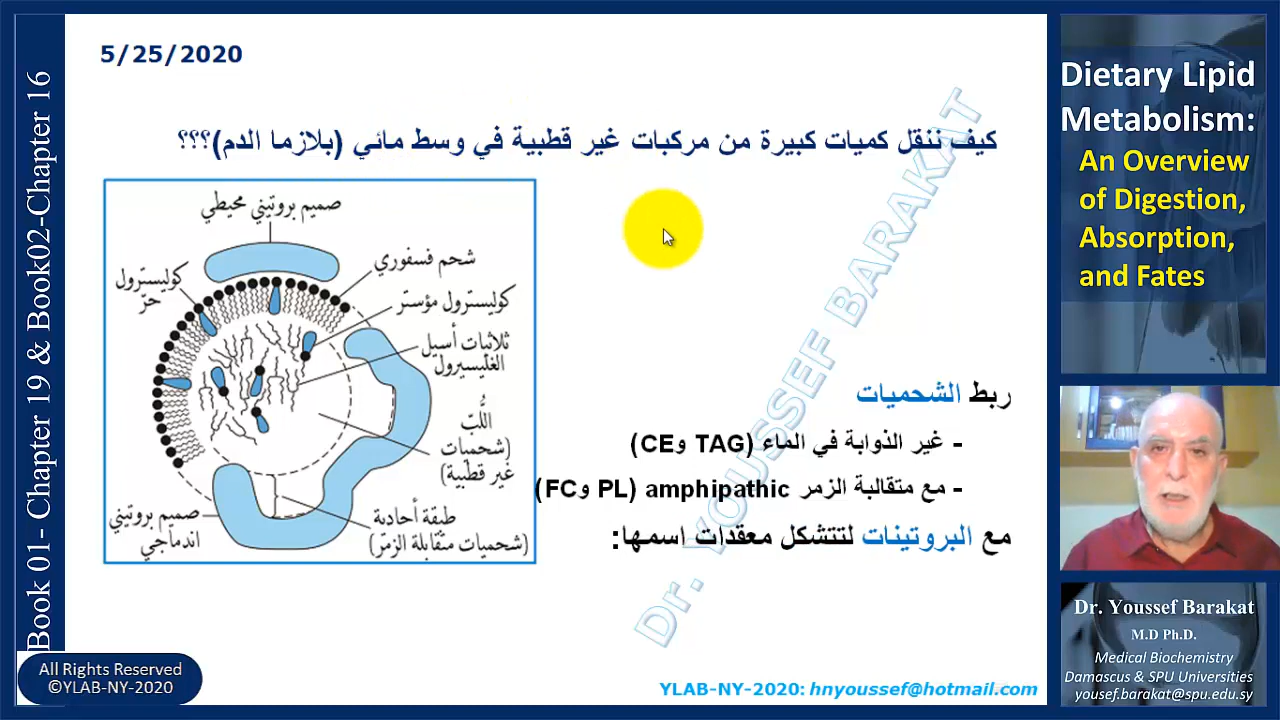 5/25/2020
كيف ننقل كميات كبيرة من مركبات غير قطبية في وسط مائي (بلازما الدم)؟؟؟
صميم بروتيني محيطي
شحم فسفوري
كوليسترول
حرّ
كوليسترول مؤستر
ثلاثيات أسيل
الغليسيرول
اللُّبّ
(شحميات
غير قطبية)
صميم بروتيني
اندماجي
طبقة أحادية
(شحميات متقابلة الزمَر)
ربط الشحميات
- غير الذوابة في الماء (TAG وCE)
- مع متقالبة الزمر amphipathic (PL وFC)
مع البروتينات لتتشكل معقدات اسمها:
Dr. YOUSSEF BARAKAT
YLAB-NY-2020: hnyoussef@hotmail.com
Book 01- Chapter 19 & Book02-Chapter 16
All Rights Reserved
©YLAB-NY-2020
Dietary Lipid
Metabolism:
An Overview
of Digestion,
Absorption,
and Fates
Dr. Youssef Barakat
M.D Ph.D.
Medical Biochemistry
Damascus & SPU Universities
yousef.barakat@spu.edu.sy